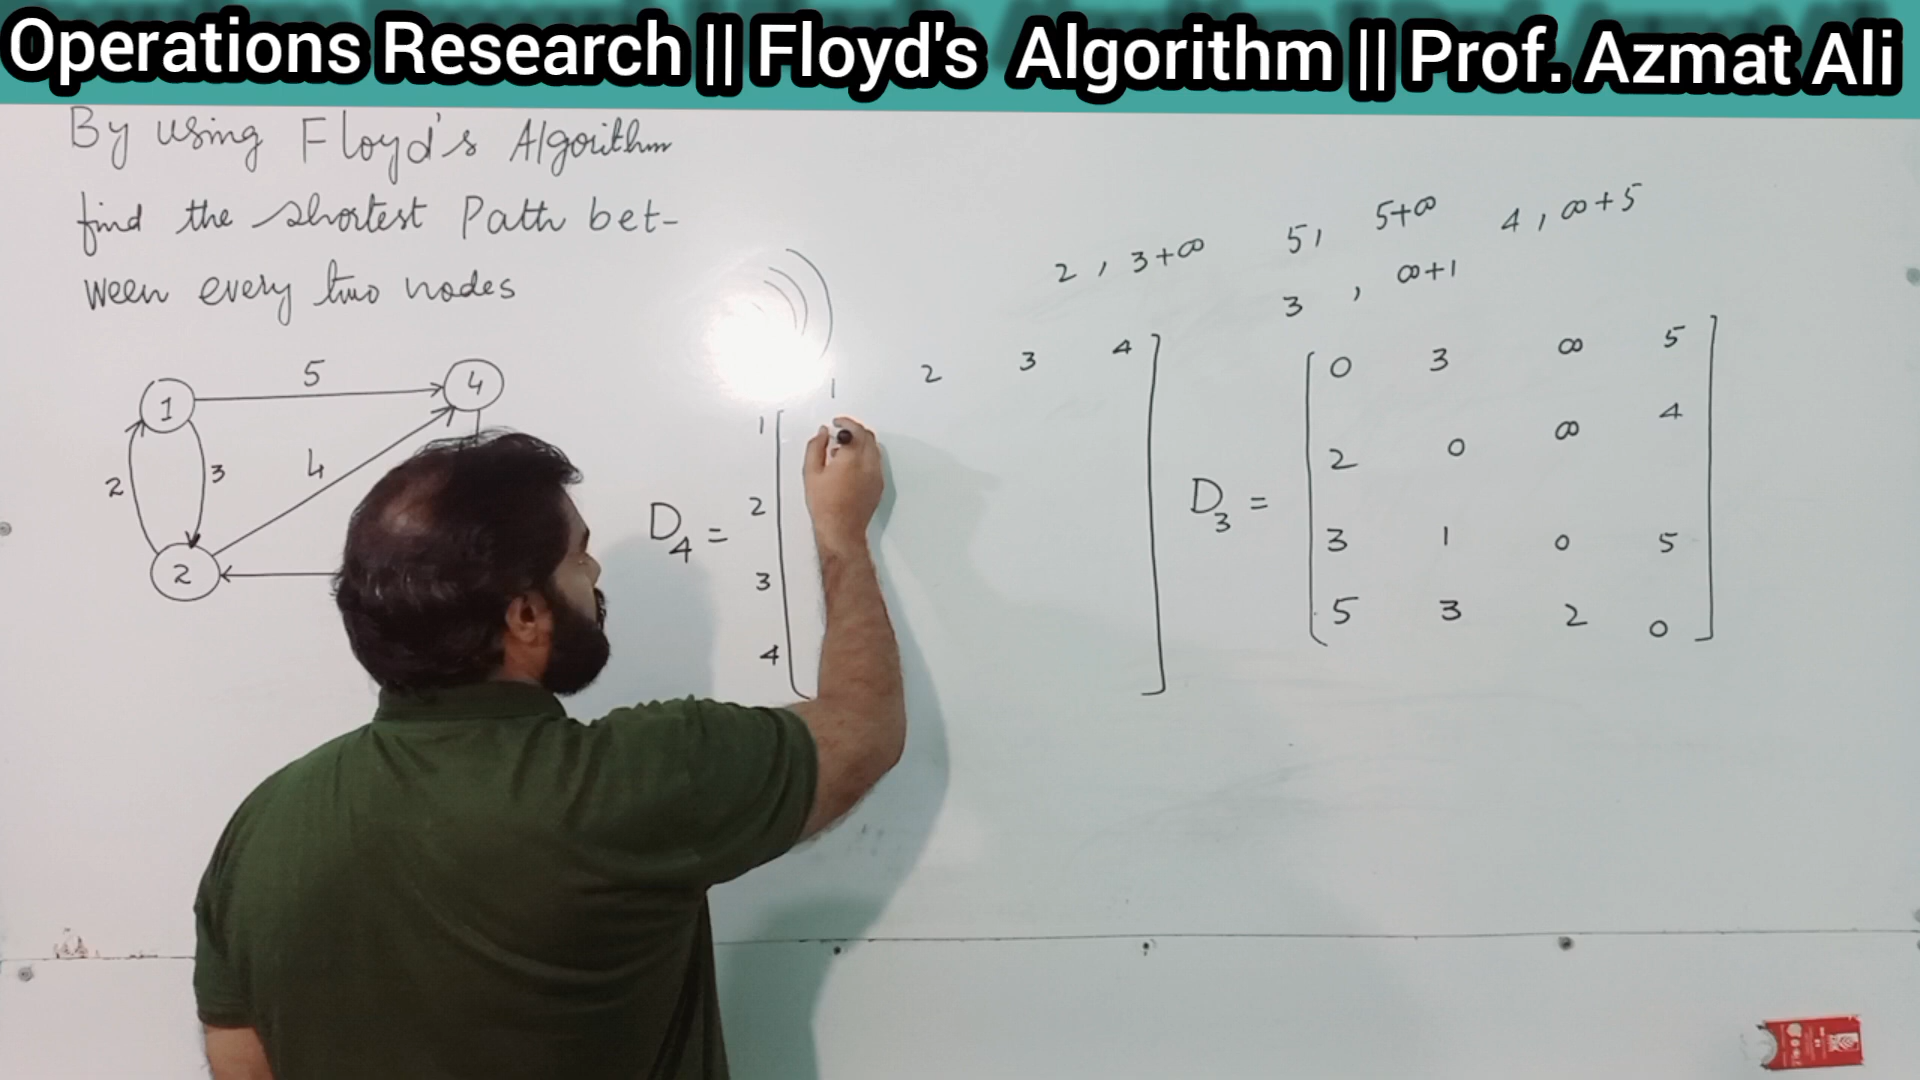 Operations Research || Floyd's Algorithm || Prof. Azmat Ali
By using Floyd's Algorithm
find the shortest Path bet-
ween every two nodes
2 , 3+∞
5, 5+∞
4, ∞+5
3 , ∞+1
1 5 4
2 3 4
2
1 2 3 4
1
2
3
4
D4 =
D3 =
0 3 ∞ 5
2 0 ∞ 4
3 1 0 5
5 3 2 0